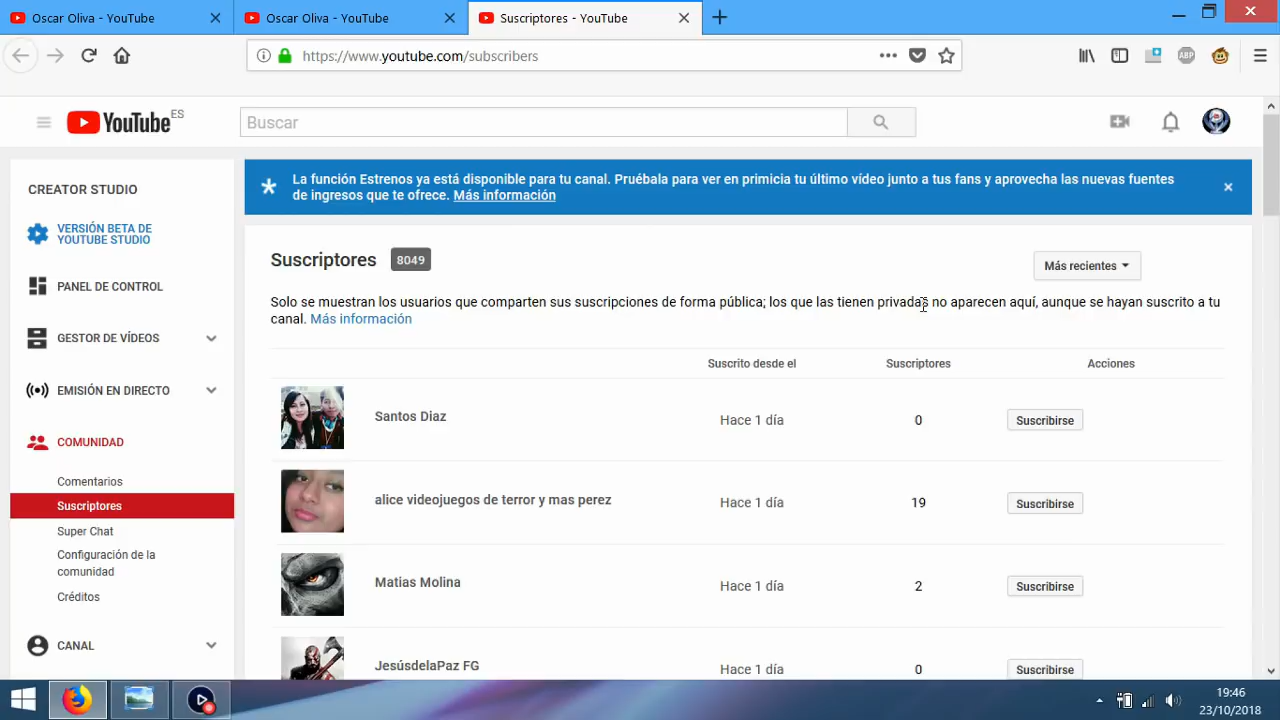 Oscar Oliva - YouTube
Oscar Oliva - YouTube
Suscriptores - YouTube
https://www.youtube.com/subscribers
ABP
YouTube ES
Buscar
CREATOR STUDIO
VERSIÓN BETA DE
YOUTUBE STUDIO
PANEL DE CONTROL
GESTOR DE VÍDEOS
EMISIÓN EN DIRECTO
COMUNIDAD
Comentarios
Suscriptores
Super Chat
Configuración de la
comunidad
Créditos
CANAL
La función Estrenos ya está disponible para tu canal. Pruébala para ver en primicia tu último vídeo junto a tus fans y aprovecha las nuevas fuentes
de ingresos que te ofrece. Más información
Suscriptores 8049
Más recientes
Solo se muestran los usuarios que comparten sus suscripciones de forma pública; los que las tienen privadas no aparecen aquí, aunque se hayan suscrito a tu
canal. Más información
Suscrito desde el Suscriptores Acciones
Santos Diaz Hace 1 día 0 Suscribirse
alice videojuegos de terror y mas perez Hace 1 día 19 Suscribirse
Matias Molina Hace 1 día 2 Suscribirse
JesúsdelaPaz FG Hace 1 día 0 Suscribirse
19:46
23/10/2018